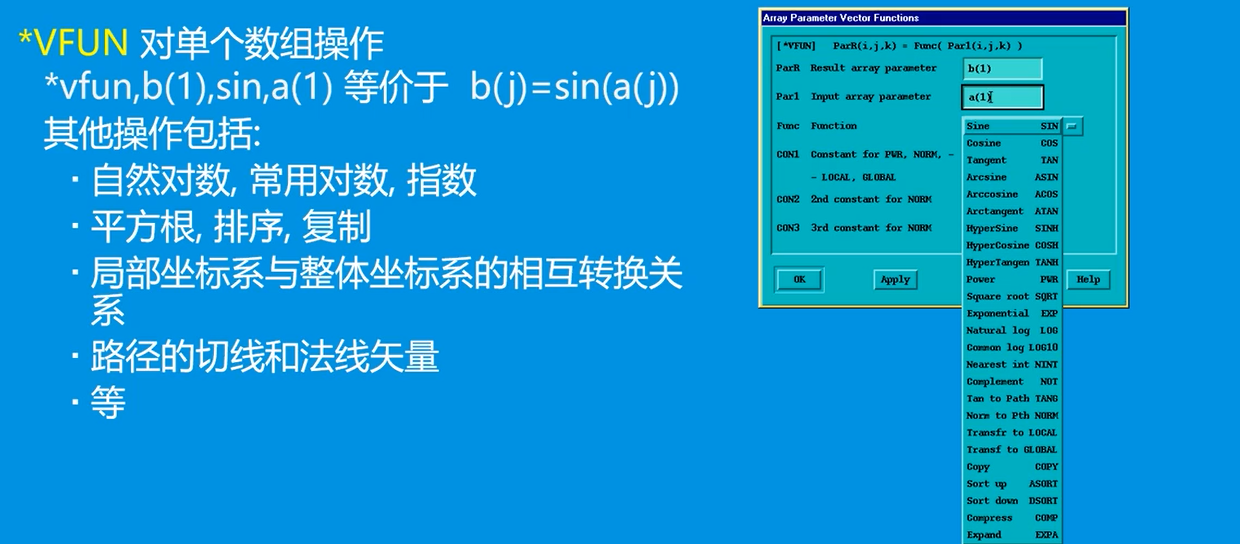 *VFUN 对单个数组操作
*vfun,b(1),sin,a(1) 等价于 b(j)=sin(a(j))
其他操作包括:
· 自然对数, 常用对数, 指数
· 平方根, 排序, 复制
· 局部坐标系与整体坐标系的相互转换关
系
· 路径的切线和法线矢量
· 等
Array Parameter Vector Functions
[*VFUN] ParR(i,j,k) = Func( Par1(i,j,k) )
ParR Result array parameter b(1)
Par1 Input array parameter a(1)
Func Function
CON1 Constant for PWR, NORM, -
- LOCAL, GLOBAL
CON2 2nd constant for NORM
CON3 3rd constant for NORM
OK Apply Help
Sine SIN
Cosine COS
Tangent TAN
Arcsine ASIN
Arccosine ACOS
Arctangent ATAN
HyperSine SINH
HyperCosine COSH
HyperTangen TANH
Power PWR
Square root SQRT
Exponential EXP
Natural log LOG
Common log LOG10
Nearest int NINT
Complement NOT
Tan to Path TANG
Norm to Pth NORM
Transfr to LOCAL
Transf to GLOBAL
Copy COPY
Sort up ASORT
Sort down DSORT
Compress COMP
Expand EXPA